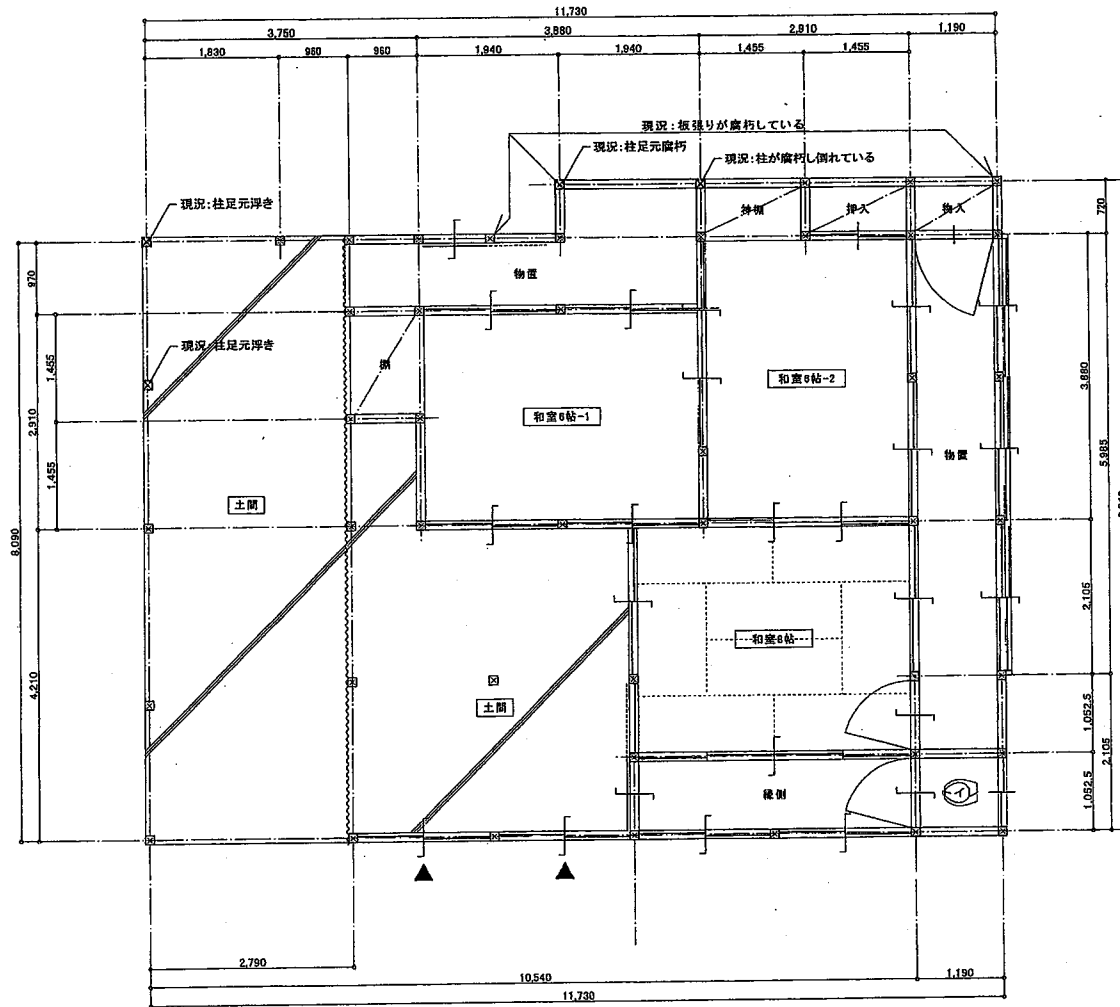 11,730
3,750
3,880
2,910
1,190
1,830
960
960
1,940
1,940
1,455
1,455
現況：板張りが腐朽している
現況：柱足元腐朽
現況：柱が腐朽し倒れている
現況：柱足元浮き
神棚
押入
物入
720
物置
970
現況：柱足元浮き
棚
1,455
2,910
1,455
和室6帖-1
和室6帖-2
3,880
物置
5,985
土間
8,090
2,105
和室6帖
4,210
土間
1,052.5
2,105
1,052.5
縁側
イ
2,790
10,540
1,190
11,730